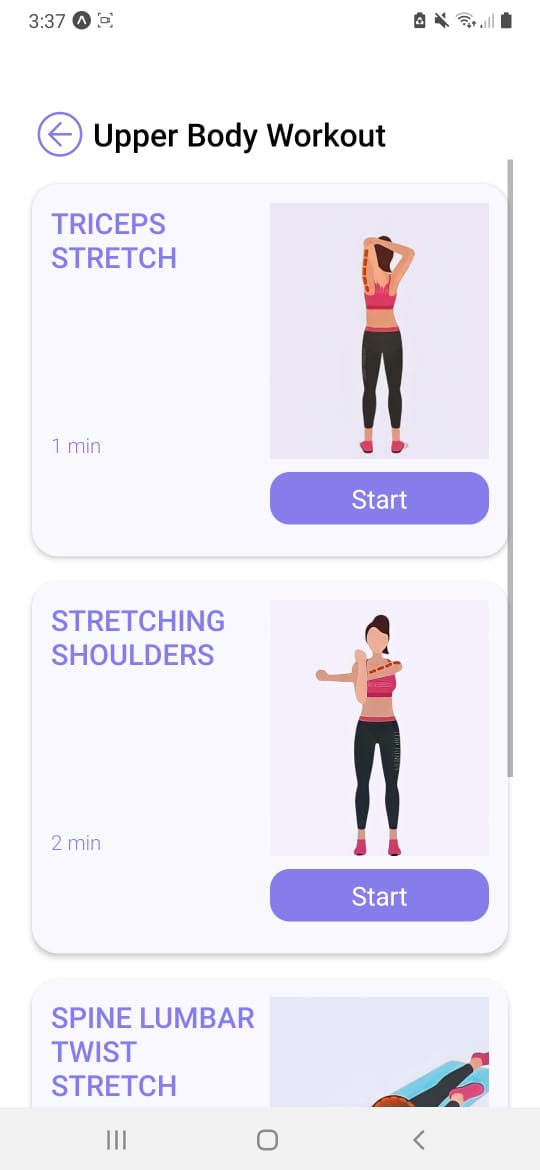 3:37
Upper Body Workout
TRICEPS
STRETCH
1 min
Start
STRETCHING
SHOULDERS
2 min
Start
SPINE LUMBAR
TWIST
STRETCH